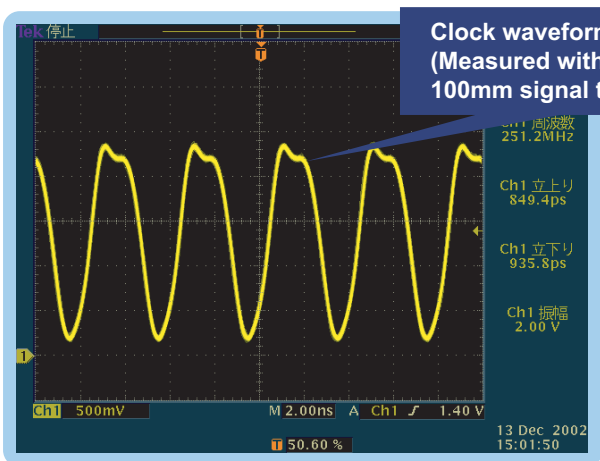 Tek 停止
[ T ]
T
Clock waveform
(Measured with
100mm signal t
Ch1 周波数
251.2MHz
Ch1 立上り
849.4ps
Ch1 立下り
935.8ps
Ch1 振幅
2.00 V
1
Ch1 500mV M 2.00ns A Ch1 1.40 V
T 50.60 %
13 Dec 2002
15:01:50